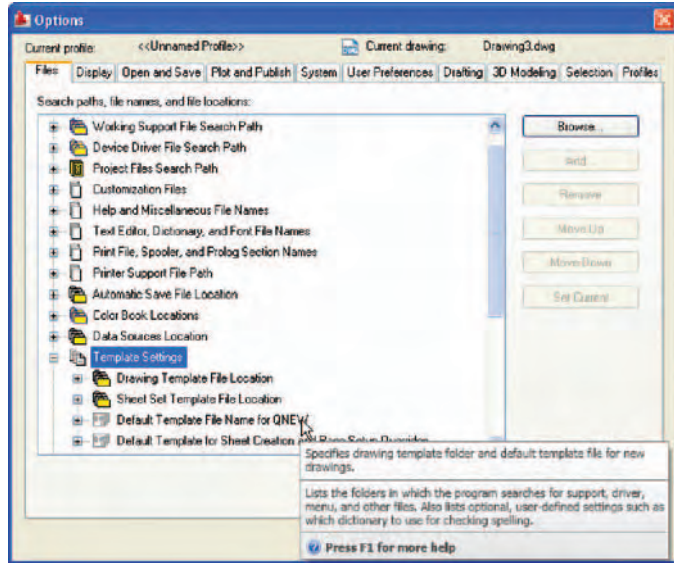 Options
Current profile: <<Unnamed Profile>> Current drawing: Drawing3.dwg
Files Display Open and Save Plot and Publish System User Preferences Drafting 3D Modeling Selection Profiles
Search paths, file names, and file locations:
Working Support File Search Path
Browse...
Device Driver File Search Path
Add...
Project Files Search Path
Customization Files
Remove
Help and Miscellaneous File Names
Text Editor, Dictionary, and Font File Names
Move Up
Print File, Spooler, and Prolog Section Names
Move Down
Printer Support File Path
Automatic Save File Location
Set Current
Color Book Locations
Data Sources Location
Template Settings
Drawing Template File Location
Sheet Set Template File Location
Default Template File Name for QNEW
Default Template for Sheet Creation and Page Setup Overrides
Specifies drawing template folder and default template file for new
drawings.
Lists the folders in which the program searches for support, driver,
menu, and other files. Also lists optional, user-defined settings such as
which dictionary to use for checking spelling.
Press F1 for more help